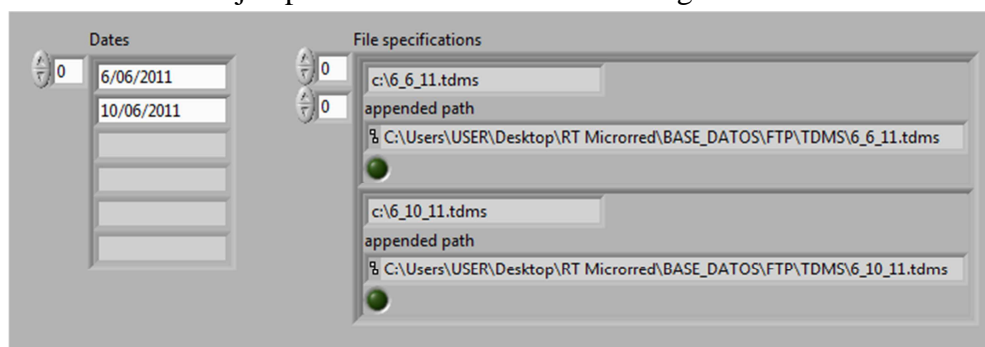 Dates
0
6/06/2011
10/06/2011
File specifications
0
0
c:\6_6_11.tdms
appended path
C:\Users\USER\Desktop\RT Microrred\BASE_DATOS\FTP\TDMS\6_6_11.tdms
c:\6_10_11.tdms
appended path
C:\Users\USER\Desktop\RT Microrred\BASE_DATOS\FTP\TDMS\6_10_11.tdms